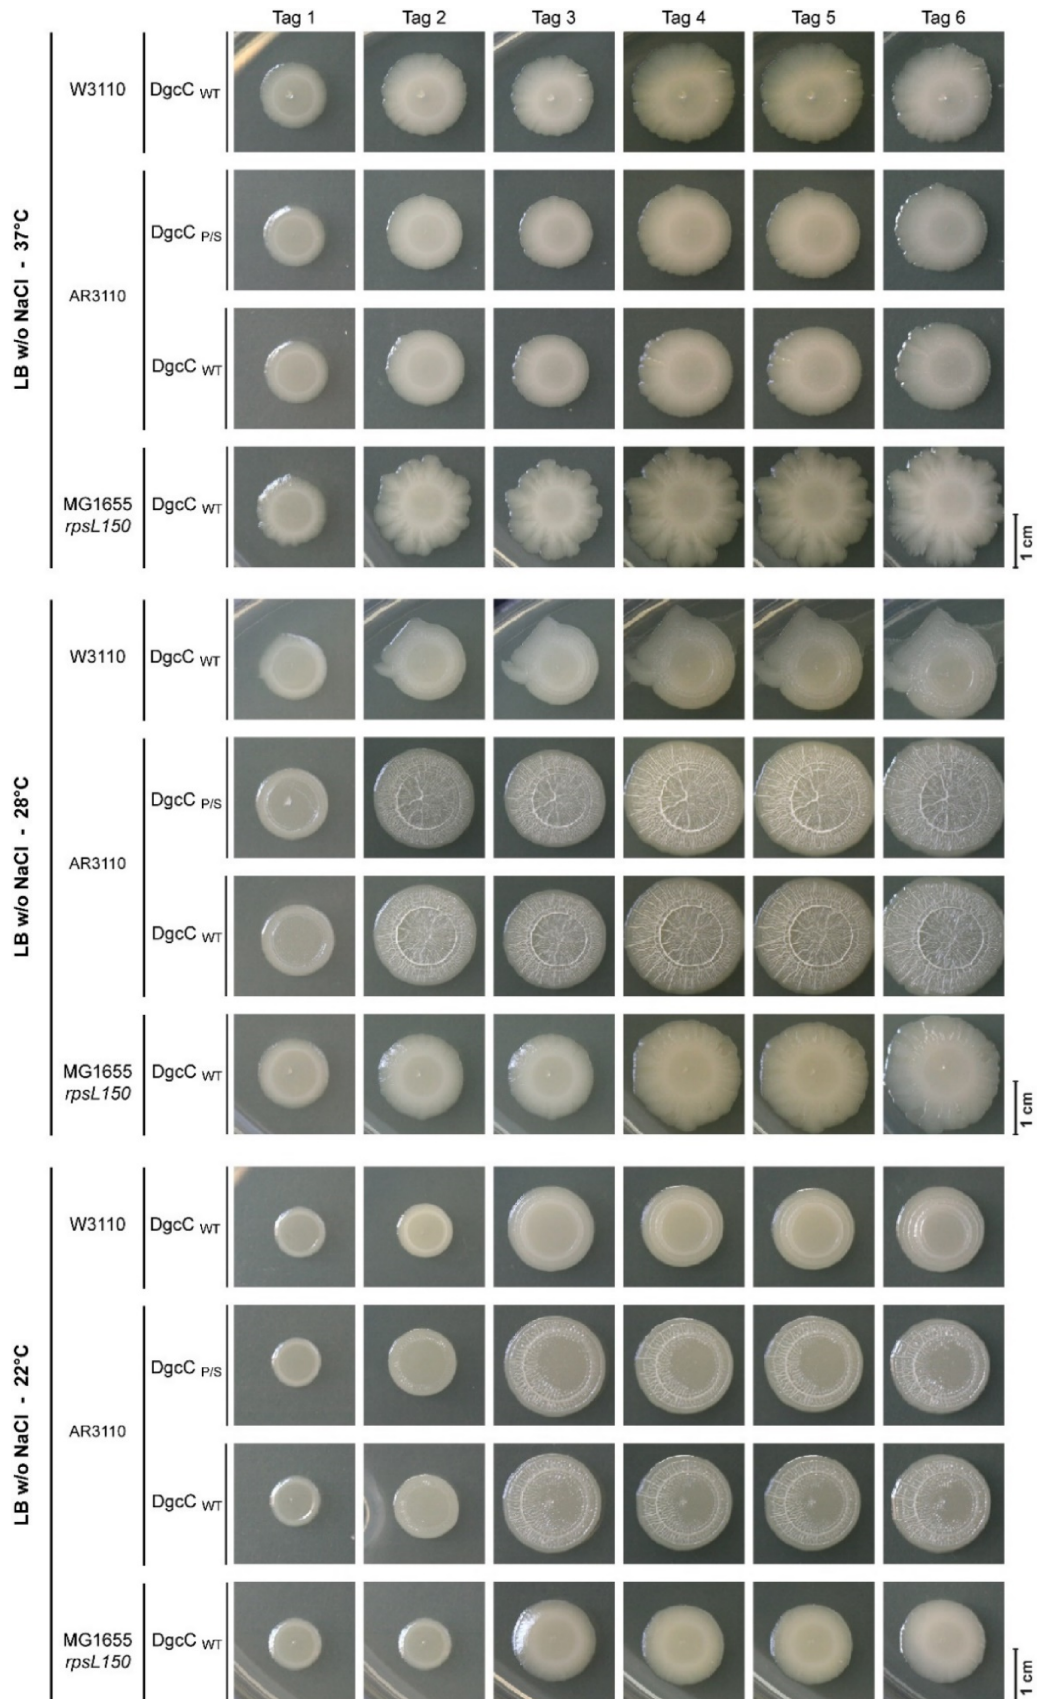 Tag 1 Tag 2 Tag 3 Tag 4 Tag 5 Tag 6
LB w/o NaCl - 37°C
W3110 DgcC WT
AR3110
DgcC P/S
DgcC WT
MG1655
rpsL150
DgcC WT
1 cm
LB w/o NaCl - 28°C
W3110 DgcC WT
AR3110
DgcC P/S
DgcC WT
MG1655
rpsL150
DgcC WT
1 cm
LB w/o NaCl - 22°C
W3110 DgcC WT
AR3110
DgcC P/S
DgcC WT
MG1655
rpsL150
DgcC WT
1 cm